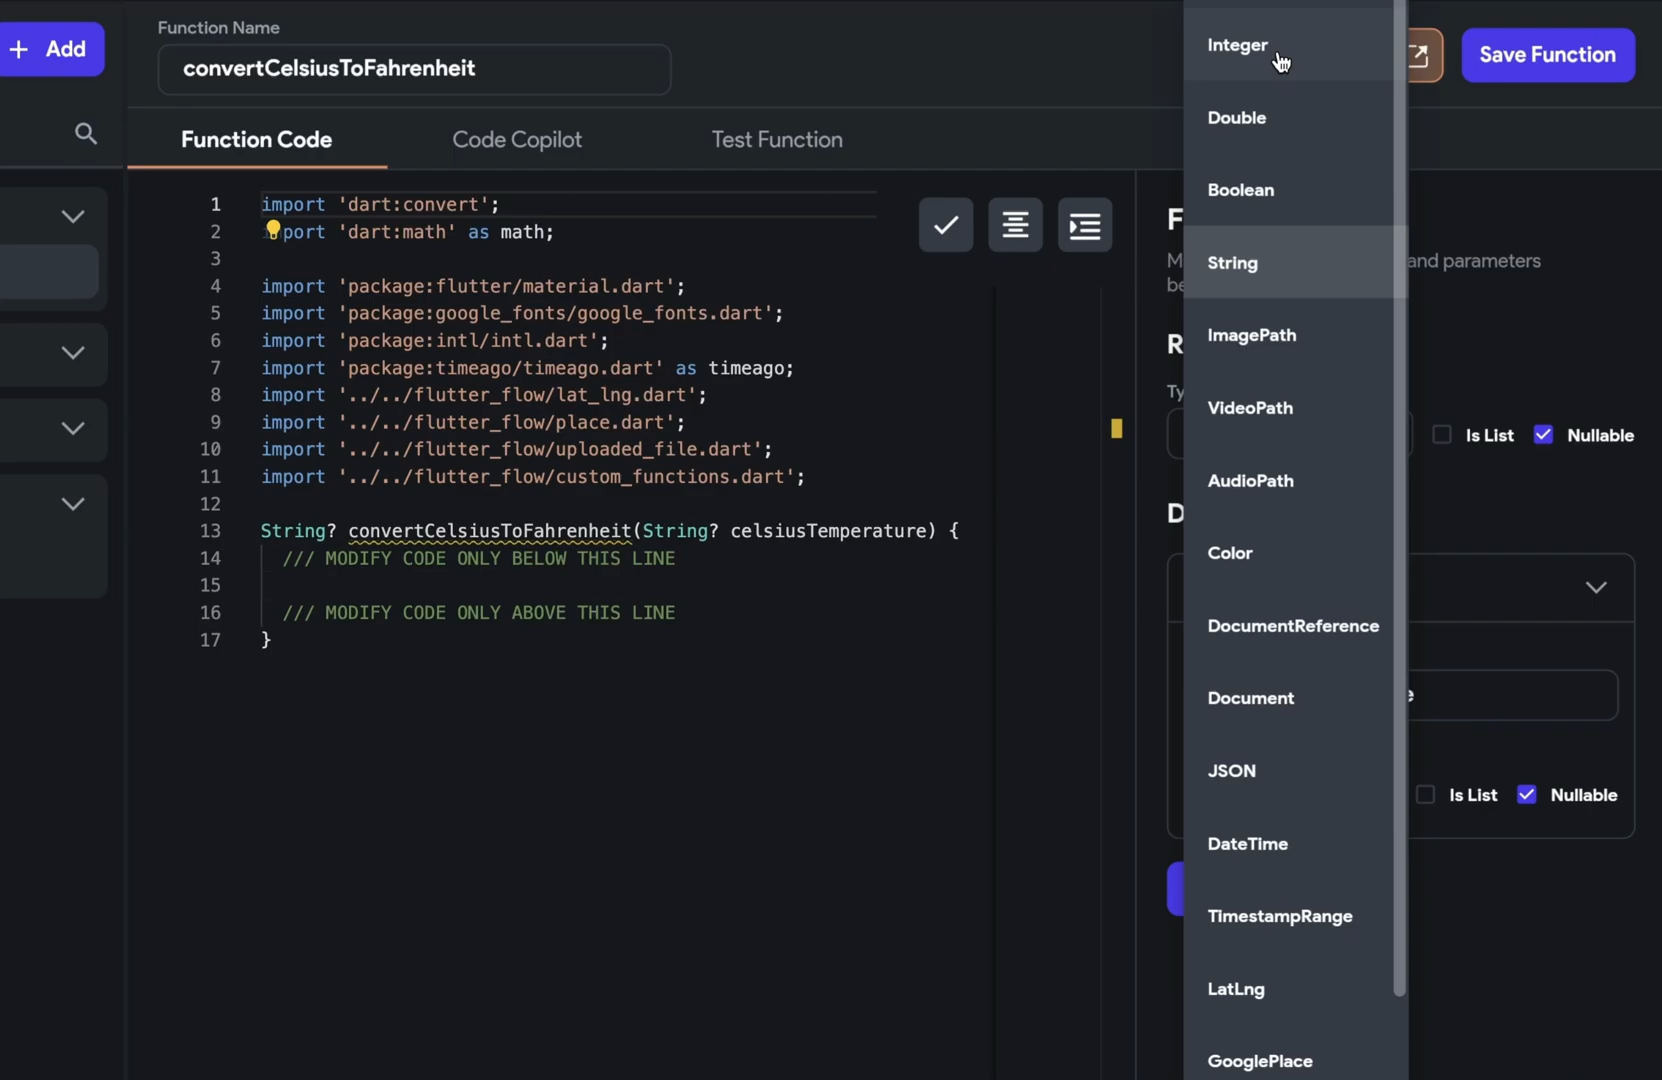 + Add
Function Name
convertCelsiusToFahrenheit
Save Function
Function Code
Code Copilot
Test Function
1 import 'dart:convert';
2 port 'dart:math' as math;
3
4 import 'package:flutter/material.dart';
5 import 'package:google_fonts/google_fonts.dart';
6 import 'package:intl/intl.dart';
7 import 'package:timeago/timeago.dart' as timeago;
8 import '../../flutter_flow/lat_lng.dart';
9 import '../../flutter_flow/place.dart';
10 import '../../flutter_flow/uploaded_file.dart';
11 import '../../flutter_flow/custom_functions.dart';
12
13 String? convertCelsiusToFahrenheit(String? celsiusTemperature) {
14 /// MODIFY CODE ONLY BELOW THIS LINE
15
16 /// MODIFY CODE ONLY ABOVE THIS LINE
17 }
Integer
Double
Boolean
String
ImagePath
VideoPath
AudioPath
Color
DocumentReference
Document
JSON
DateTime
TimestampRange
LatLng
GooglePlace
and parameters
Is List
Nullable
Is List
Nullable